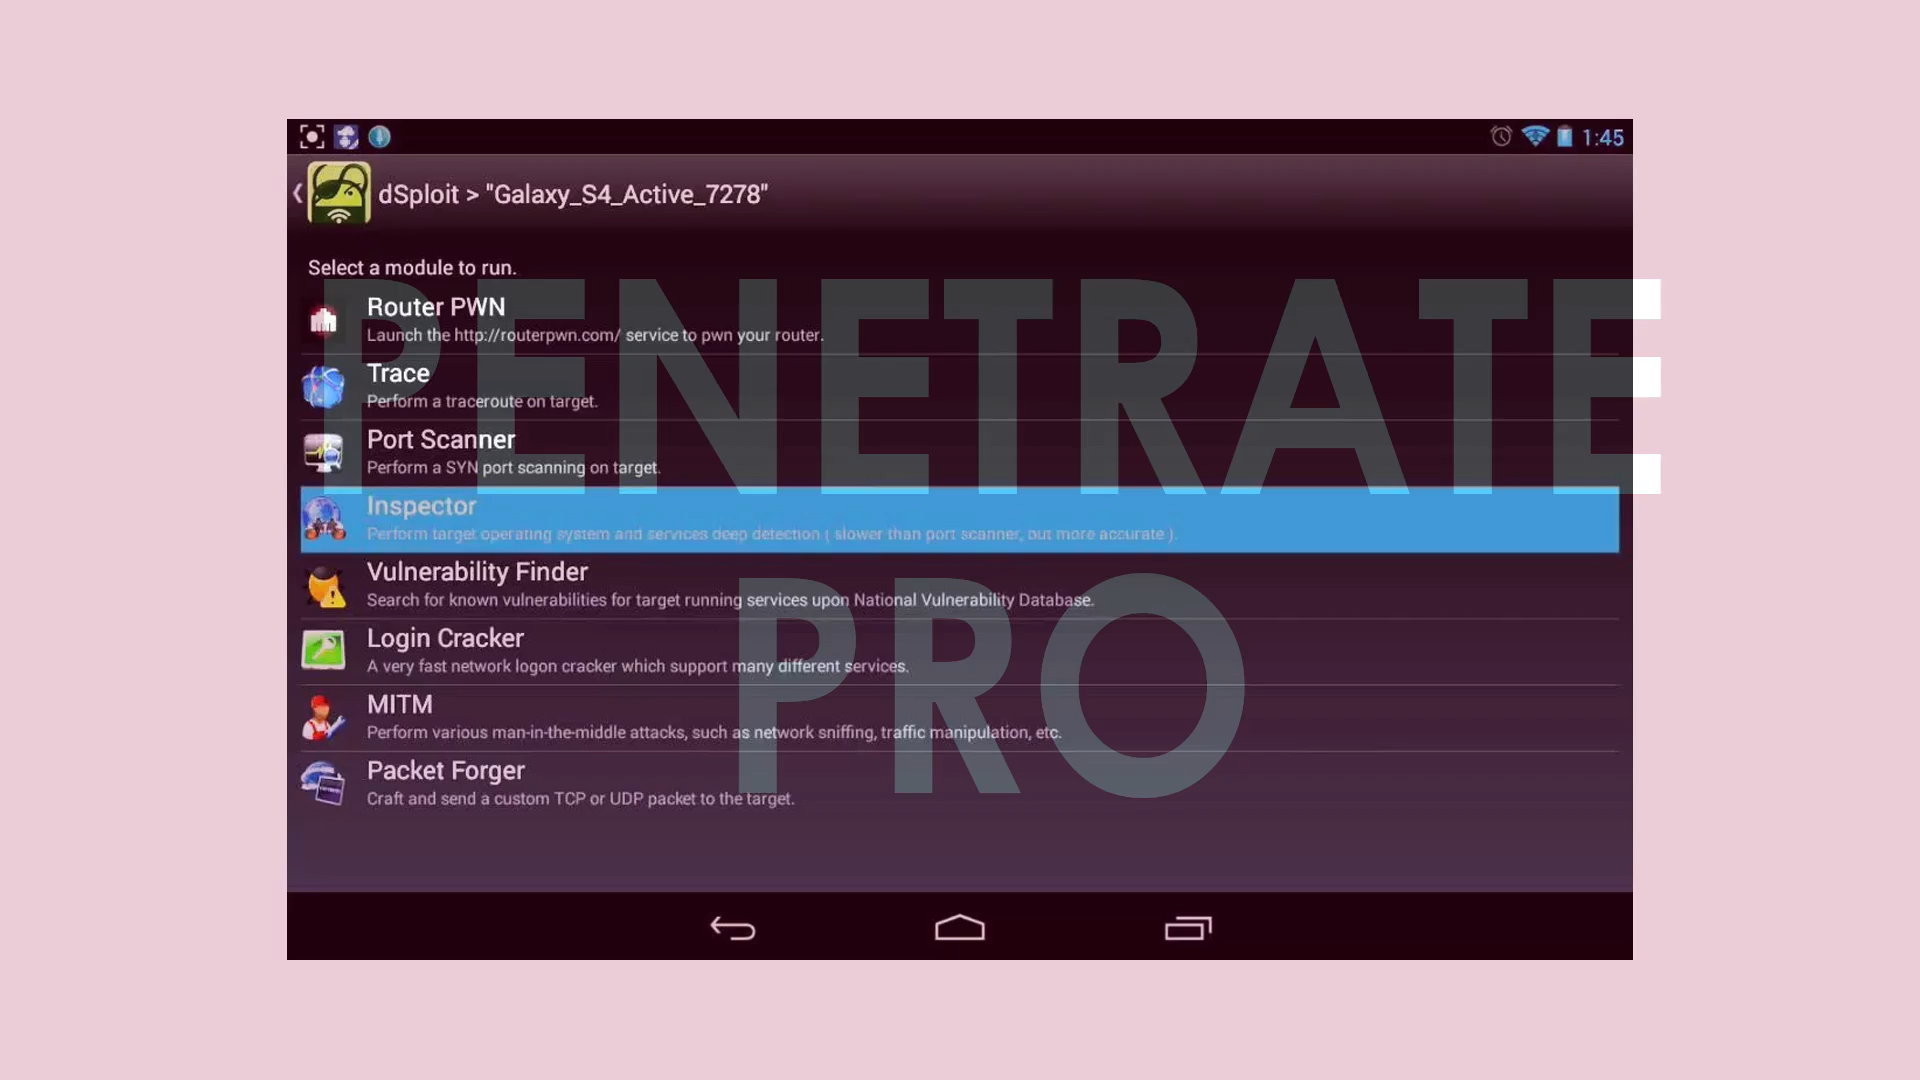 1:45
dSploit > "Galaxy_S4_Active_7278"
Select a module to run.
Router PWN
Launch the http://routerpwn.com/ service to pwn your router.
Trace
Perform a traceroute on target.
Port Scanner
Perform a SYN port scanning on target.
Inspector
Perform target operating system and services deep detection ( slower than port scanner, but more accurate ).
Vulnerability Finder
Search for known vulnerabilities for target running services upon National Vulnerability Database.
Login Cracker
A very fast network logon cracker which support many different services.
MITM
Perform various man-in-the-middle attacks, such as network sniffing, traffic manipulation, etc.
Packet Forger
Craft and send a custom TCP or UDP packet to the target.
PENETRATE
PRO